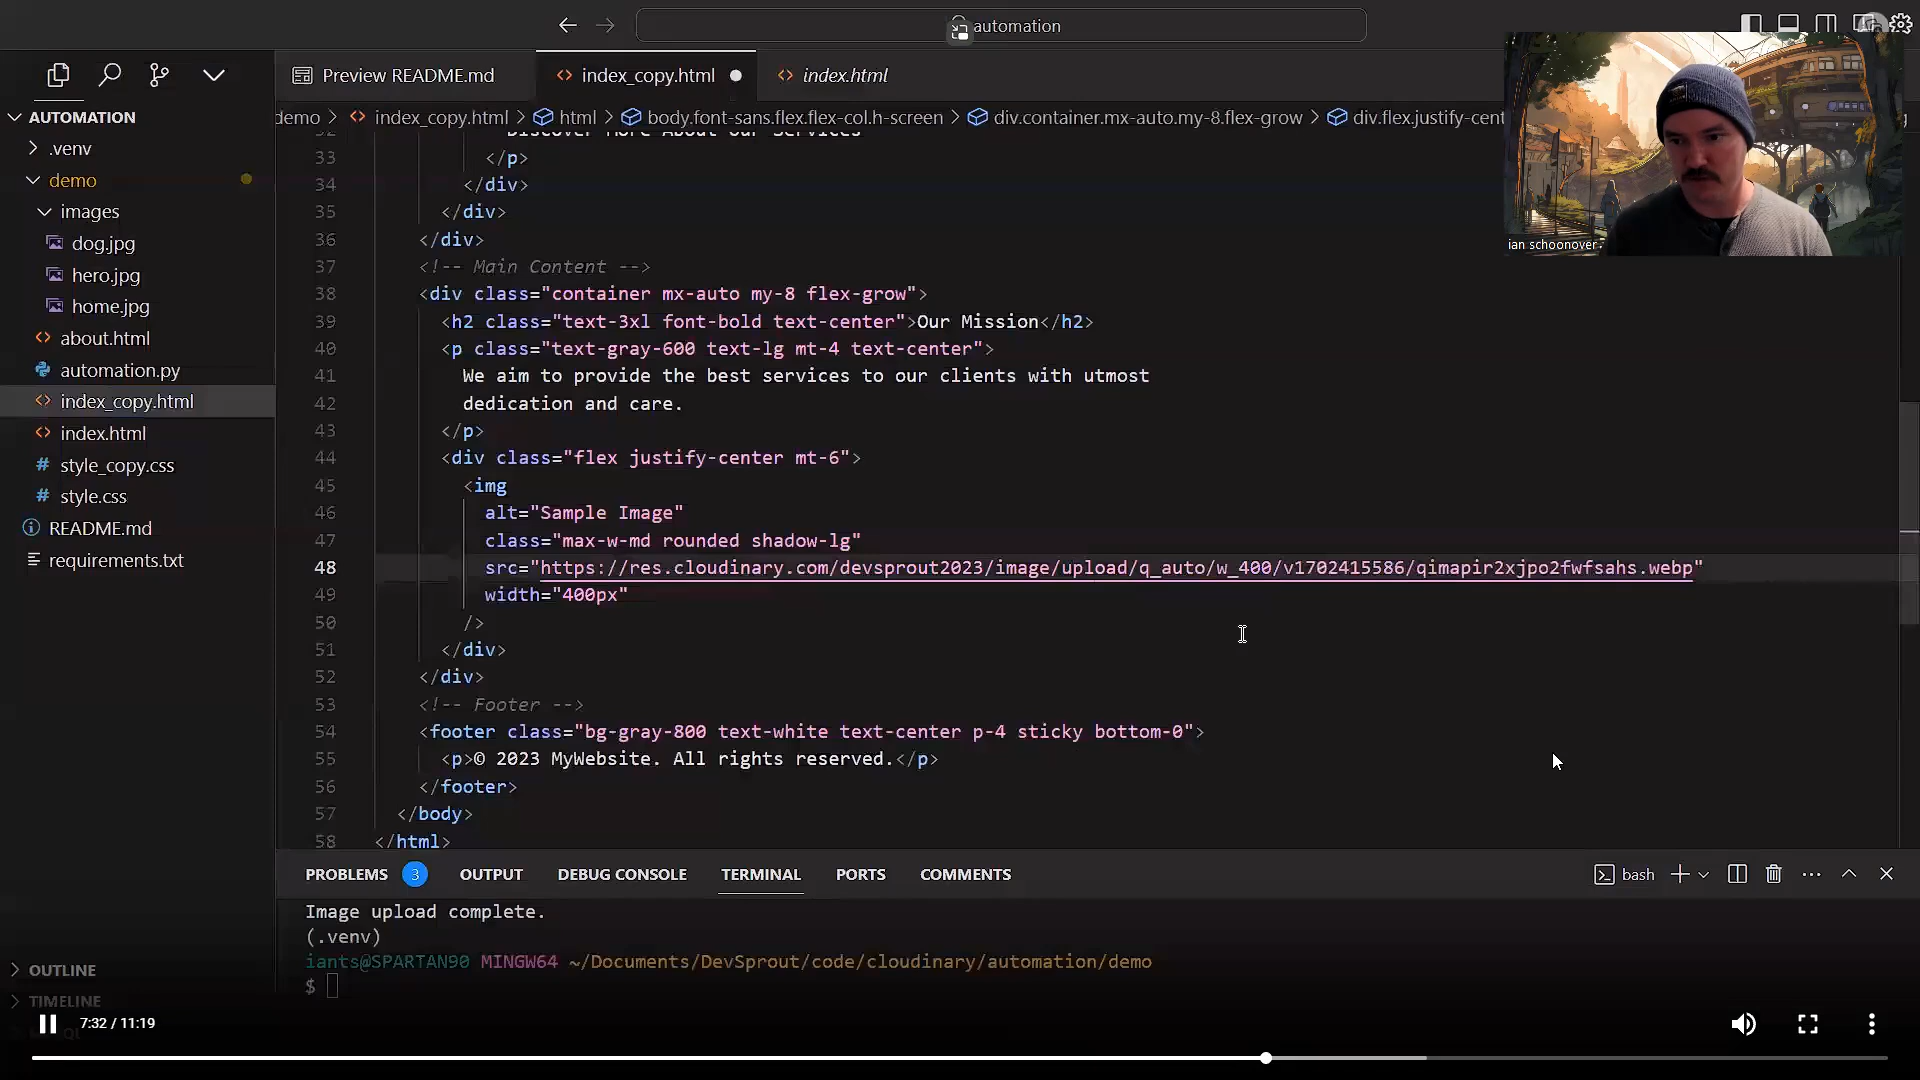 automation
Preview README.md
index_copy.html
index.html
demo > index_copy.html > html > body.font-sans.flex.flex-col.h-screen > div.container.mx-auto.my-8.flex-grow > div.flex.justify-cent
AUTOMATION
.venv
demo
images
dog.jpg
hero.jpg
home.jpg
about.html
automation.py
index_copy.html
index.html
style_copy.css
style.css
README.md
requirements.txt
OUTLINE
TIMELINE
ian schoonover
32 Discover More About Our Services
33 </p>
34 </div>
35 </div>
36 </div>
37 <!-- Main Content -->
38 <div class="container mx-auto my-8 flex-grow">
39 <h2 class="text-3xl font-bold text-center">Our Mission</h2>
40 <p class="text-gray-600 text-lg mt-4 text-center">
41 We aim to provide the best services to our clients with utmost
42 dedication and care.
43 </p>
44 <div class="flex justify-center mt-6">
45 <img
46 alt="Sample Image"
47 class="max-w-md rounded shadow-lg"
48 src="https://res.cloudinary.com/devsprout2023/image/upload/q_auto/w_400/v1702415586/qimapir2xjpo2fwfsahs.webp"
49 width="400px"
50 />
51 </div>
52 </div>
53 <!-- Footer -->
54 <footer class="bg-gray-800 text-white text-center p-4 sticky bottom-0">
55 <p>© 2023 MyWebsite. All rights reserved.</p>
56 </footer>
57 </body>
58 </html>
PROBLEMS 3 OUTPUT DEBUG CONSOLE TERMINAL PORTS COMMENTS
bash
Image upload complete.
(.venv)
iants@SPARTAN90 MINGW64 ~/Documents/DevSprout/code/cloudinary/automation/demo
$
7:32 / 11:19